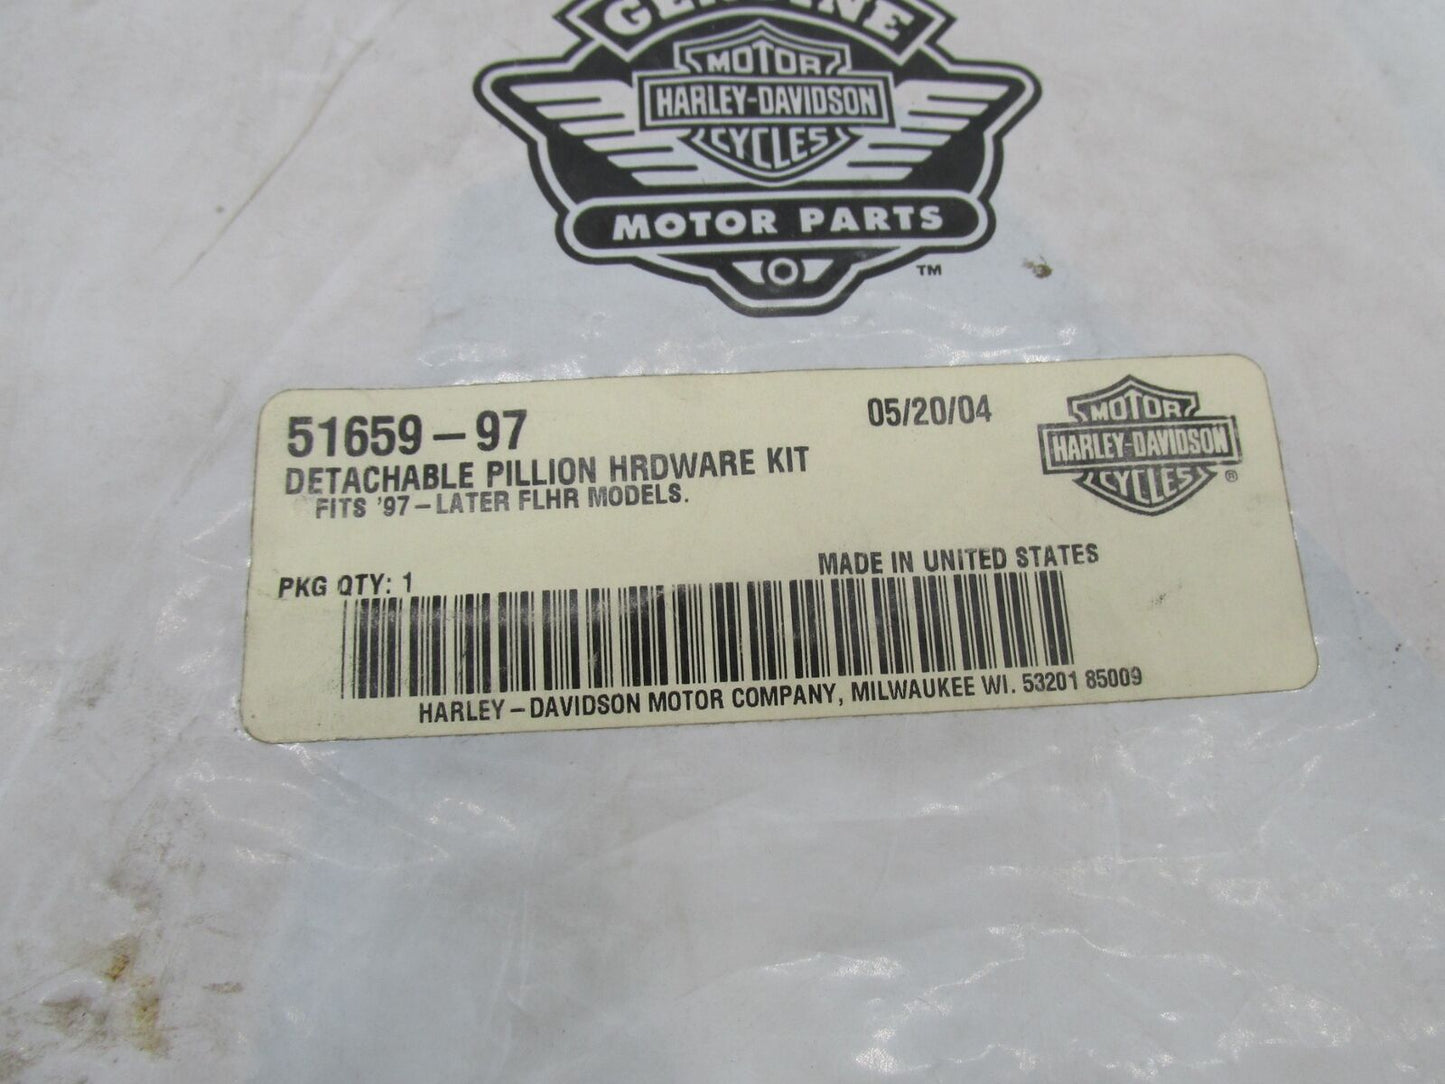 GENUINE
MOTOR
HARLEY-DAVIDSON
CYCLES
MOTOR PARTS
™
51659-97
05/20/04
DETACHABLE PILLION HRDWARE KIT
FITS '97-LATER FLHR MODELS.
MOTOR
HARLEY-DAVIDSON
CYCLES
®
MADE IN UNITED STATES
PKG QTY: 1
HARLEY-DAVIDSON MOTOR COMPANY, MILWAUKEE WI. 53201 85009